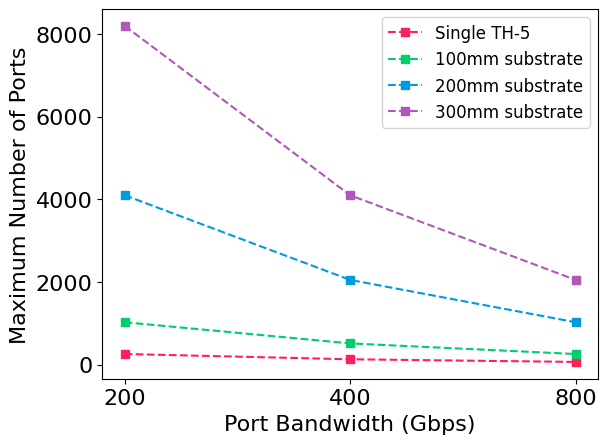 Maximum Number of Ports
8000
6000
4000
2000
0
Single TH-5
100mm substrate
200mm substrate
300mm substrate
200 400 800
Port Bandwidth (Gbps)